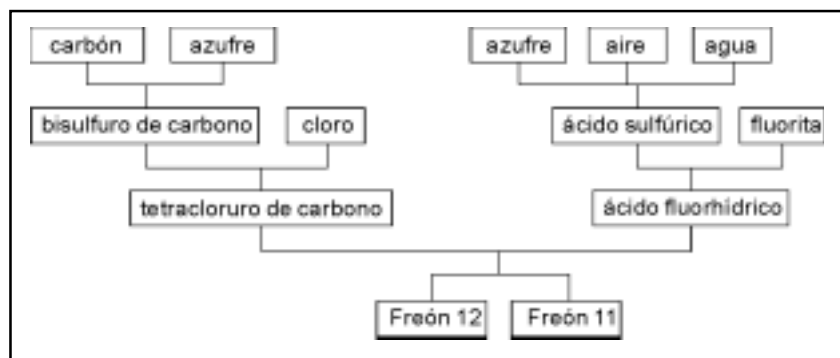 carbón azufre azufre aire agua
bisulfuro de carbono cloro ácido sulfúrico fluorita
tetracloruro de carbono ácido fluorhídrico
Freón 12 Freón 11